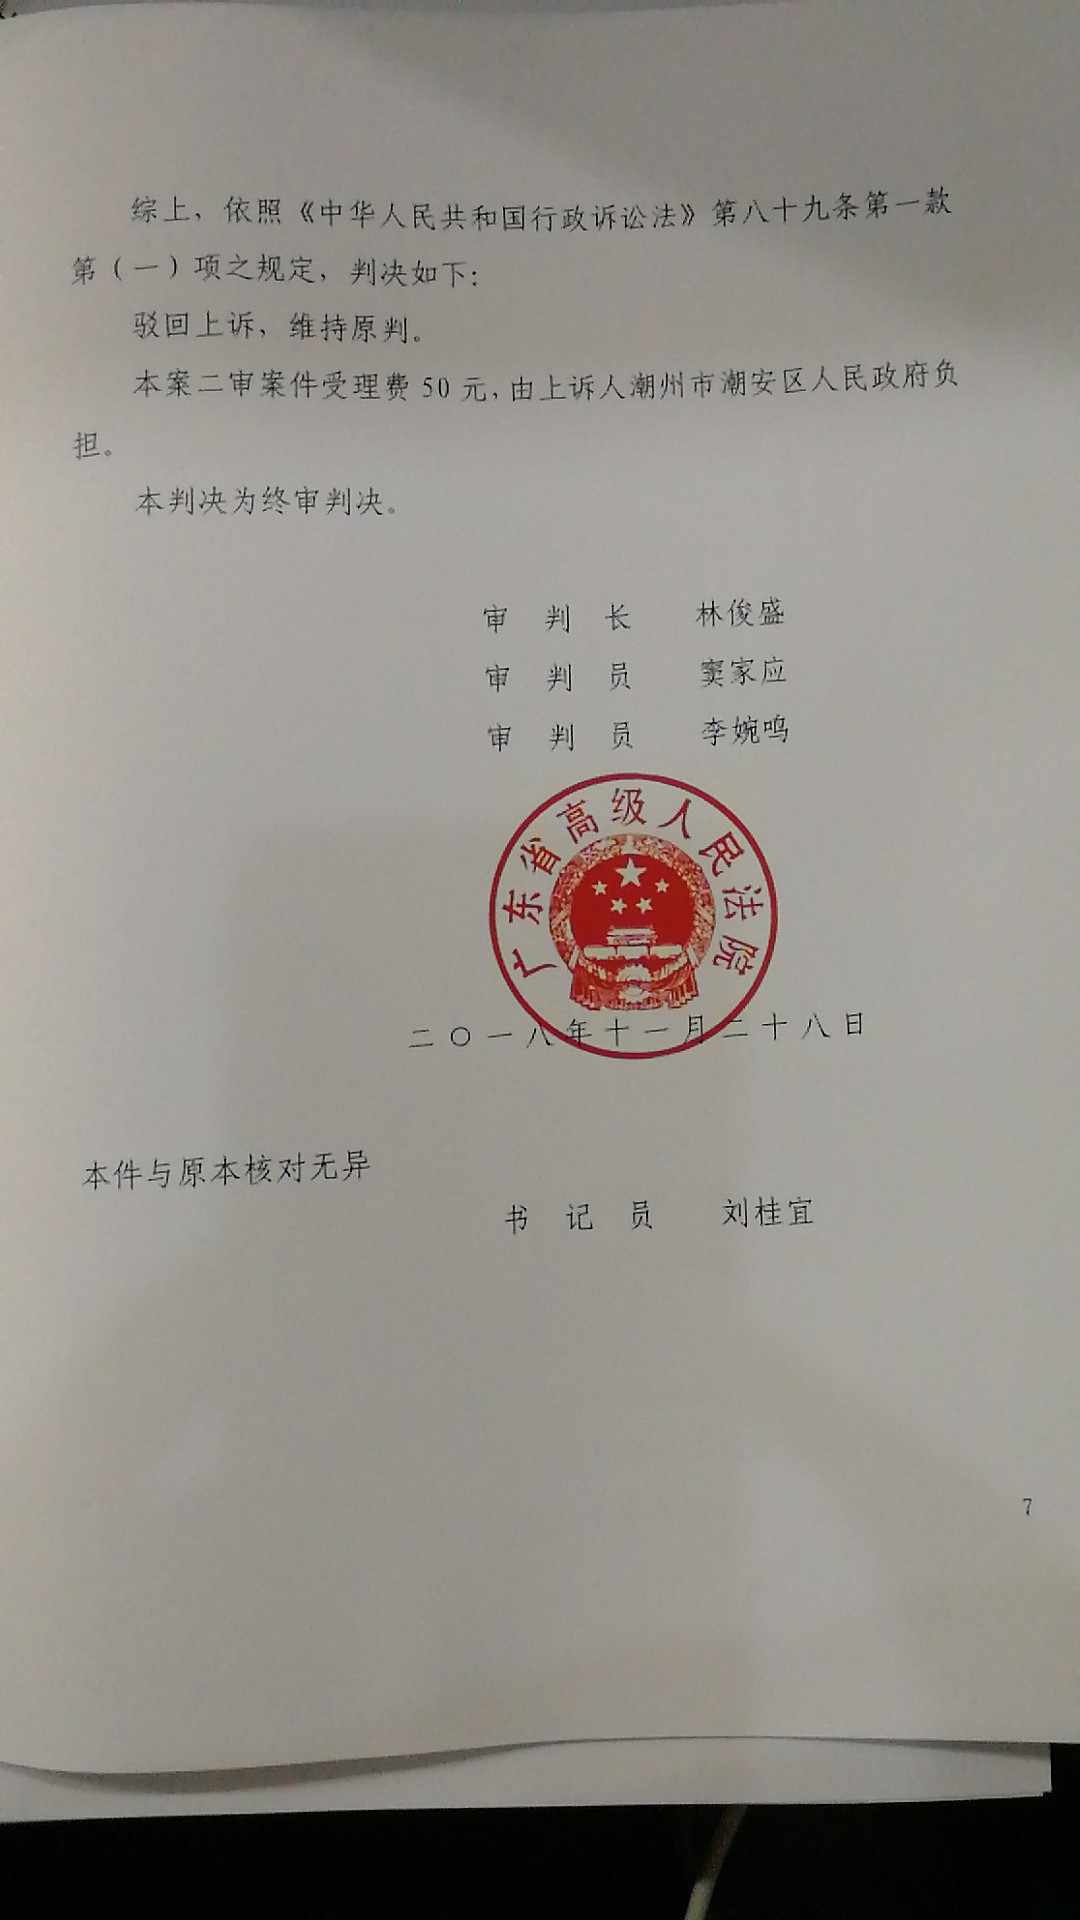 综上，依照《中华人民共和国行政诉讼法》第八十九条第一款
第（一）项之规定，判决如下：
驳回上诉，维持原判。
本案二审案件受理费50元，由上诉人潮州市潮安区人民政府负
担。
本判决为终审判决。
审 判 长 林俊盛
审 判 员 窦家应
审 判 员 李婉鸣
广东省高级人民法院
二〇一八年十一月二十八日
本件与原本核对无异
书 记 员 刘桂宜
7